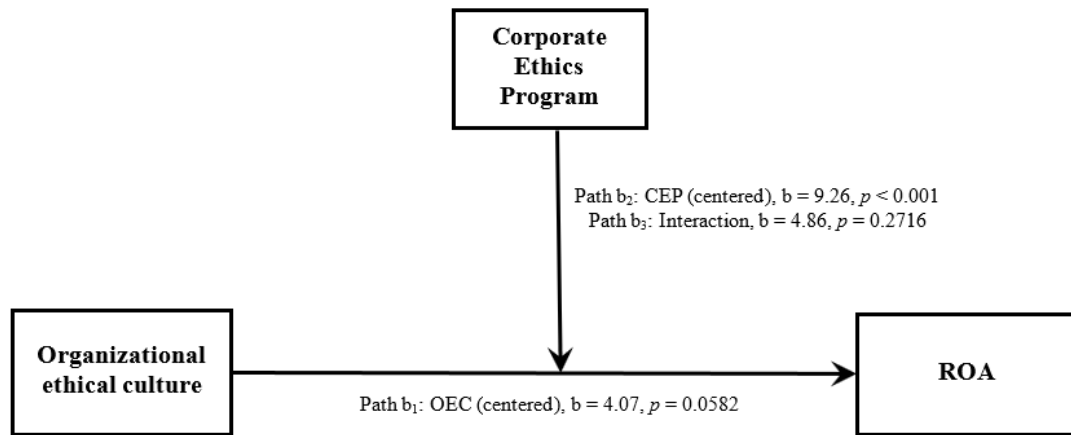 Corporate
Ethics
Program
Path b₂: CEP (centered), b = 9.26, p < 0.001
Path b₃: Interaction, b = 4.86, p = 0.2716
Organizational
ethical culture
ROA
Path b₁: OEC (centered), b = 4.07, p = 0.0582